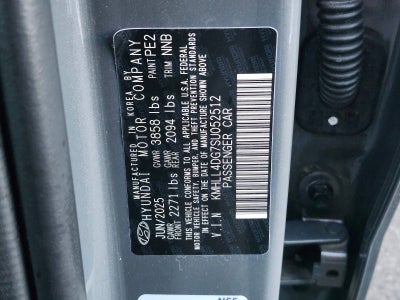 MANUFACTURED IN KOREA BY
HYUNDAI MOTOR COMPANY
JUN/2025 GVWR 3858 lbs PAINT PE2
GAWR FRONT 2271 lbs GAWR REAR 2094 lbs TRIM NNB
THIS VEHICLE CONFORMS TO ALL APPLICABLE U.S.A. FEDERAL
MOTOR VEHICLE SAFETY, BUMPER, AND THEFT PREVENTION STANDARDS
IN EFFECT ON THE DATE OF MANUFACTURE SHOWN ABOVE.
V.I.N KMHLL4DG7SU052512
PASSENGER CAR